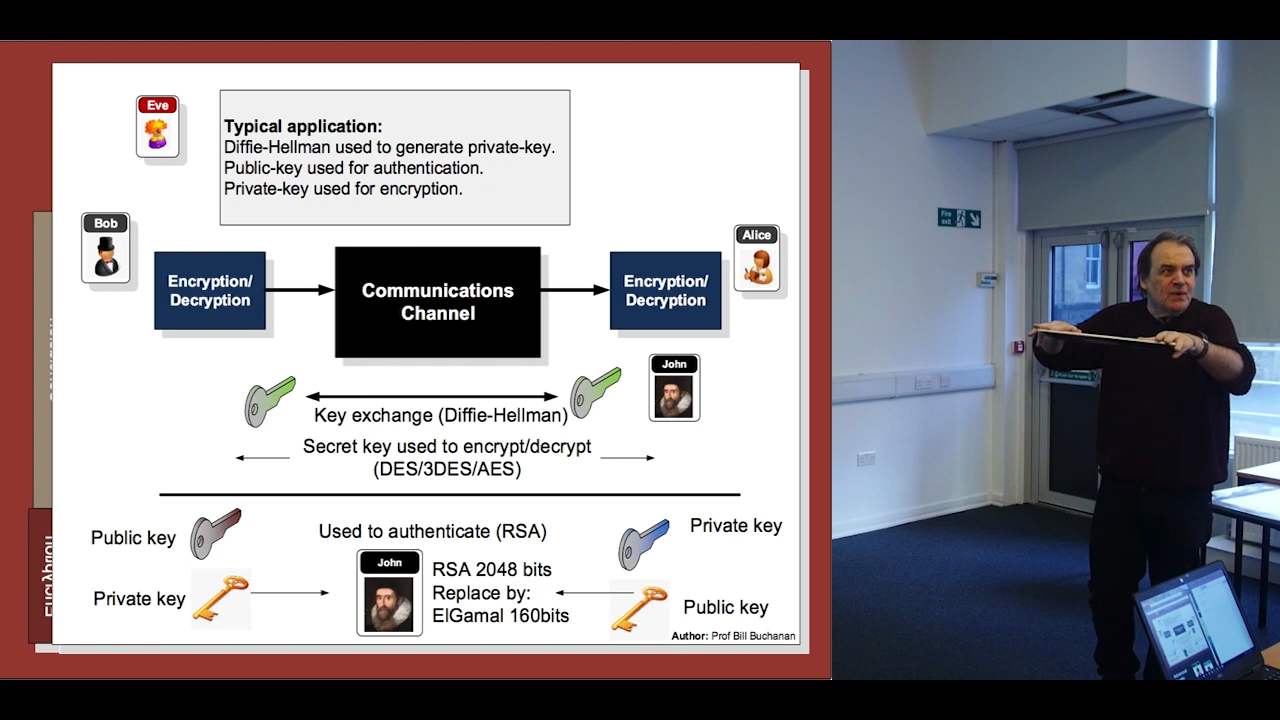 Eve
Typical application:
Diffie-Hellman used to generate private-key.
Public-key used for authentication.
Private-key used for encryption.
Bob
Alice
Encryption/
Decryption
Communications
Channel
Encryption/
Decryption
John
Key exchange (Diffie-Hellman)
Secret key used to encrypt/decrypt
(DES/3DES/AES)
Public key
Used to authenticate (RSA)
Private key
John
RSA 2048 bits
Replace by:
ElGamal 160bits
Private key
Public key
Author: Prof Bill Buchanan
Encryption
Fire
exit